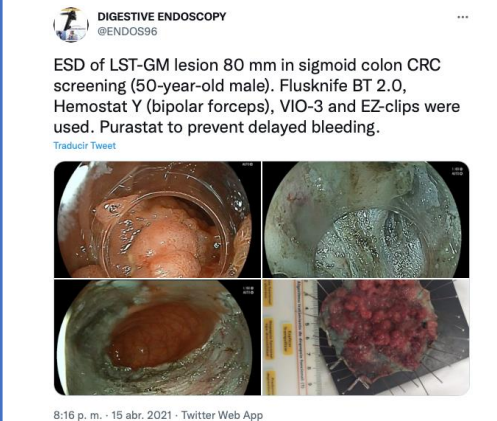 DIGESTIVE ENDOSCOPY
@ENDOS96
ESD of LST-GM lesion 80 mm in sigmoid colon CRC
screening (50-year-old male). Flusknife BT 2.0,
Hemostat Y (bipolar forceps), VIO-3 and EZ-clips were
used. Purastat to prevent delayed bleeding.
Traducir Tweet
8:16 p. m. · 15 abr. 2021 · Twitter Web App